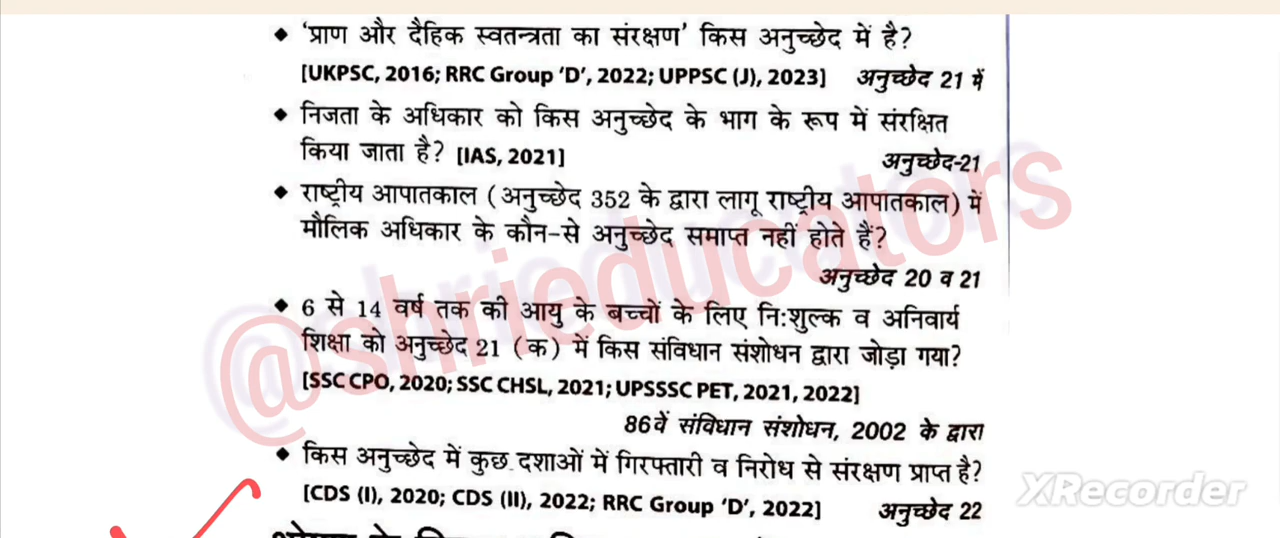 ◆ ‘प्राण और दैहिक स्वतन्त्रता का संरक्षण’ किस अनुच्छेद में है?
[UKPSC, 2016; RRC Group ‘D’, 2022; UPPSC (J), 2023] अनुच्छेद 21 में
◆ निजता के अधिकार को किस अनुच्छेद के भाग के रूप में संरक्षित
किया जाता है? [IAS, 2021] अनुच्छेद-21
◆ राष्ट्रीय आपातकाल (अनुच्छेद 352 के द्वारा लागू राष्ट्रीय आपातकाल) में
मौलिक अधिकार के कौन-से अनुच्छेद समाप्त नहीं होते हैं?
अनुच्छेद 20 व 21
◆ 6 से 14 वर्ष तक की आयु के बच्चों के लिए नि:शुल्क व अनिवार्य
शिक्षा को अनुच्छेद 21 (क) में किस संविधान संशोधन द्वारा जोड़ा गया?
[SSC CPO, 2020; SSC CHSL, 2021; UPSSSC PET, 2021, 2022]
86वें संविधान संशोधन, 2002 के द्वारा
◆ किस अनुच्छेद में कुछ दशाओं में गिरफ्तारी व निरोध से संरक्षण प्राप्त है?
[CDS (I), 2020; CDS (II), 2022; RRC Group ‘D’, 2022] अनुच्छेद 22
@shrieducators
XRecorder